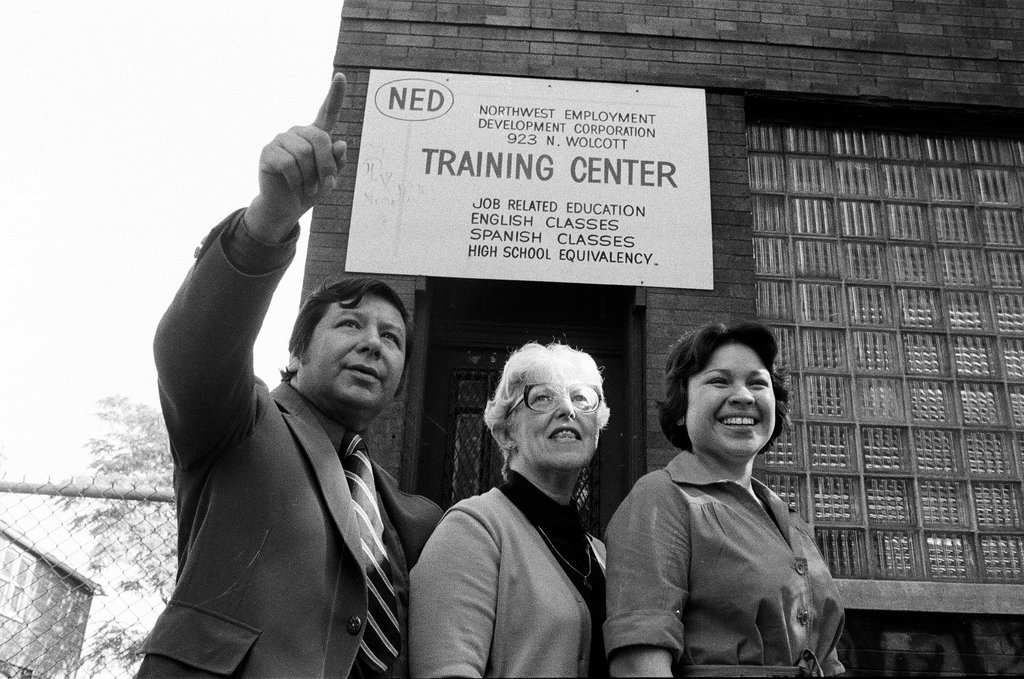 NED
NORTHWEST EMPLOYMENT
DEVELOPMENT CORPORATION
923 N. WOLCOTT
TRAINING CENTER
JOB RELATED EDUCATION
ENGLISH CLASSES
SPANISH CLASSES
HIGH SCHOOL EQUIVALENCY